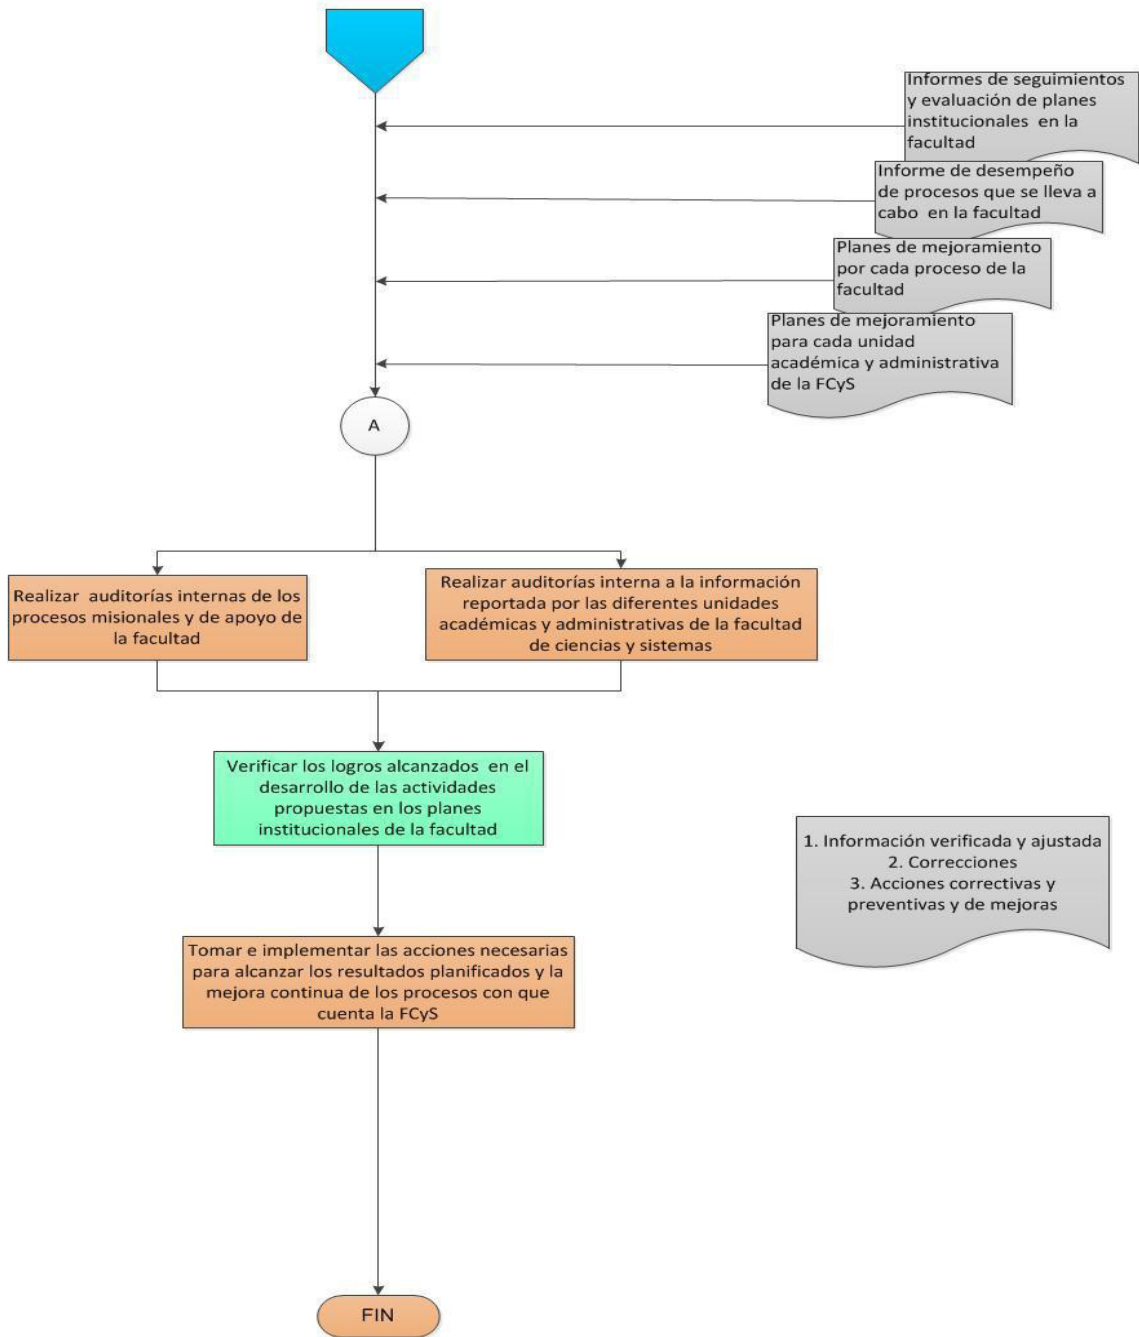 Informes de seguimientos
y evaluación de planes
institucionales en la
facultad
Informe de desempeño
de procesos que se lleva a
cabo en la facultad
Planes de mejoramiento
por cada proceso de la
facultad
Planes de mejoramiento
para cada unidad
académica y administrativa
de la FCyS
A
Realizar auditorías internas de los
procesos misionales y de apoyo de
la facultad
Realizar auditorías interna a la información
reportada por las diferentes unidades
académicas y administrativas de la facultad
de ciencias y sistemas
Verificar los logros alcanzados en el
desarrollo de las actividades
propuestas en los planes
institucionales de la facultad
1. Información verificada y ajustada
2. Correcciones
3. Acciones correctivas y
preventivas y de mejoras
Tomar e implementar las acciones necesarias
para alcanzar los resultados planificados y la
mejora continua de los procesos con que
cuenta la FCyS
FIN